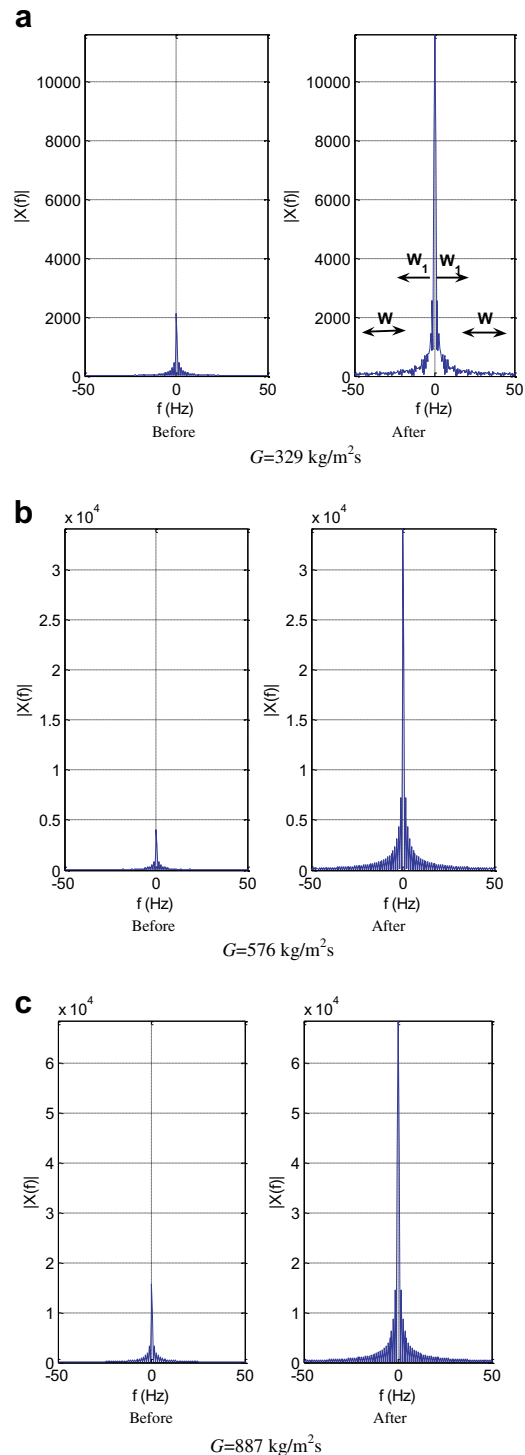 a
10000
8000
6000
4000
2000
0
|X(f)|
-50 0 50
f (Hz)
Before
10000
8000
6000
4000
2000
0
|X(f)|
W₁ W₁
W W
-50 0 50
f (Hz)
After
G=329 kg/m²s
b
x 10⁴
3
2.5
2
1.5
1
0.5
0
|X(f)|
-50 0 50
f (Hz)
Before
x 10⁴
3
2.5
2
1.5
1
0.5
0
|X(f)|
-50 0 50
f (Hz)
After
G=576 kg/m²s
c
x 10⁴
6
5
4
3
2
1
0
|X(f)|
-50 0 50
f (Hz)
Before
x 10⁴
6
5
4
3
2
1
0
|X(f)|
-50 0 50
f (Hz)
After
G=887 kg/m²s